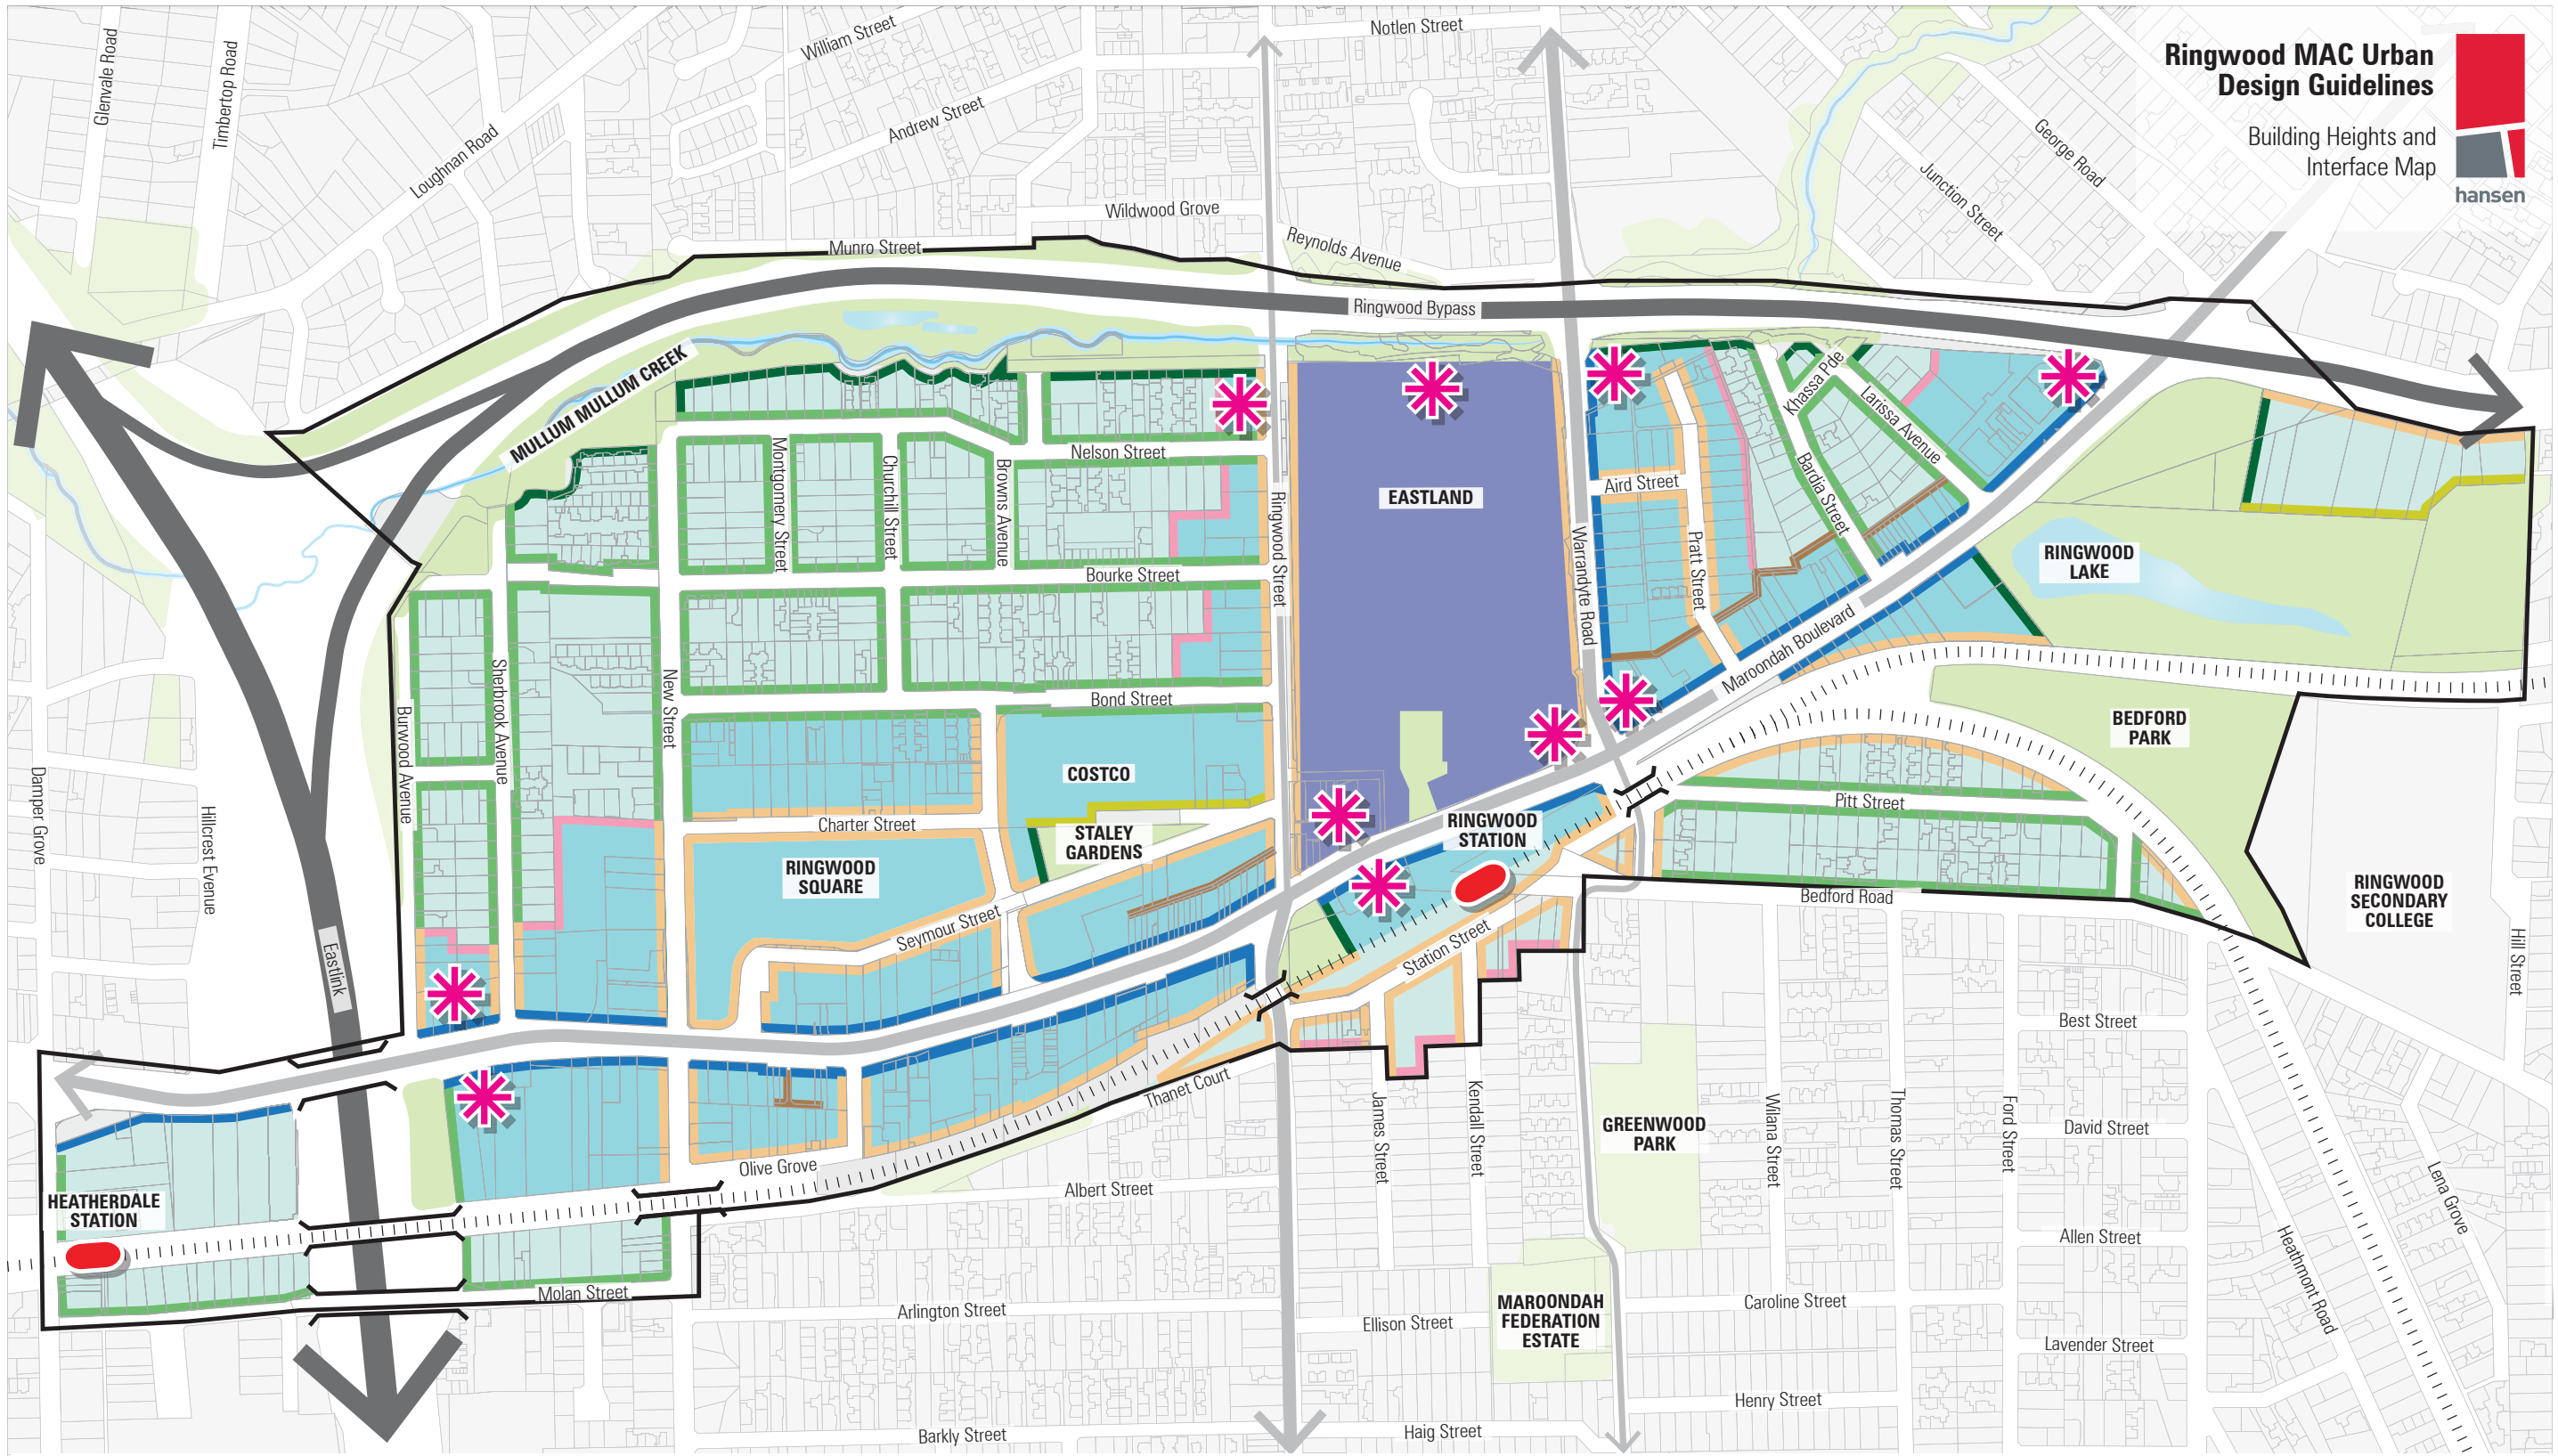 Ringwood MAC Urban
Design Guidelines
Building Heights and
Interface Map
hansen
Glenvale Road
Timbertop Road
Loughnan Road
William Street
Andrew Street
Notlen Street
George Road
Junction Street
Wildwood Grove
Munro Street
Reynolds Avenue
Ringwood Bypass
MULLUM MULLUM CREEK
Khassa Pde
Larissa Avenue
Nelson Street
Montgomery Street
Churchill Street
Browns Avenue
Ringwood Street
EASTLAND
Aird Street
Bardia Street
Warrandyte Road
Pratt Street
RINGWOOD
LAKE
Bourke Street
Maroondah Boulevard
Sherbrook Avenue
New Street
Burwood Avenue
Bond Street
BEDFORD
PARK
COSTCO
Damper Grove
Hillcrest Evenue
Charter Street
STALEY
GARDENS
RINGWOOD
STATION
Pitt Street
RINGWOOD
SQUARE
Bedford Road
RINGWOOD
SECONDARY
COLLEGE
Seymour Street
Station Street
Eastlink
Hill Street
Best Street
Thanet Court
James Street
Kendall Street
GREENWOOD
PARK
Wilana Street
Thomas Street
Ford Street
David Street
Olive Grove
Albert Street
HEATHERDALE
STATION
Lena Grove
Allen Street
Heathmont Road
Molan Street
Arlington Street
Ellison Street
MAROONDAH
FEDERATION
ESTATE
Caroline Street
Lavender Street
Henry Street
Barkly Street
Haig Street